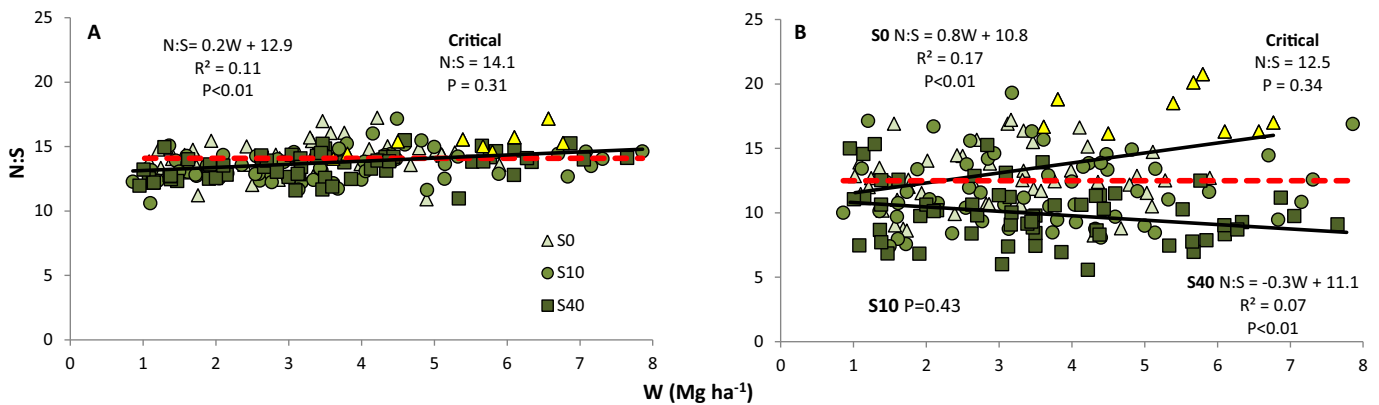 A
N:S= 0.2W + 12.9
R² = 0.11
P<0.01
Critical
N:S = 14.1
P = 0.31
25
20
15
10
5
0
N:S
S0
S10
S40
0 1 2 3 4 5 6 7 8
B
S0 N:S = 0.8W + 10.8
R² = 0.17
P<0.01
Critical
N:S = 12.5
P = 0.34
25
20
15
10
5
0
S10 P=0.43
S40 N:S = -0.3W + 11.1
R² = 0.07
P<0.01
0 1 2 3 4 5 6 7 8
W (Mg ha⁻¹)